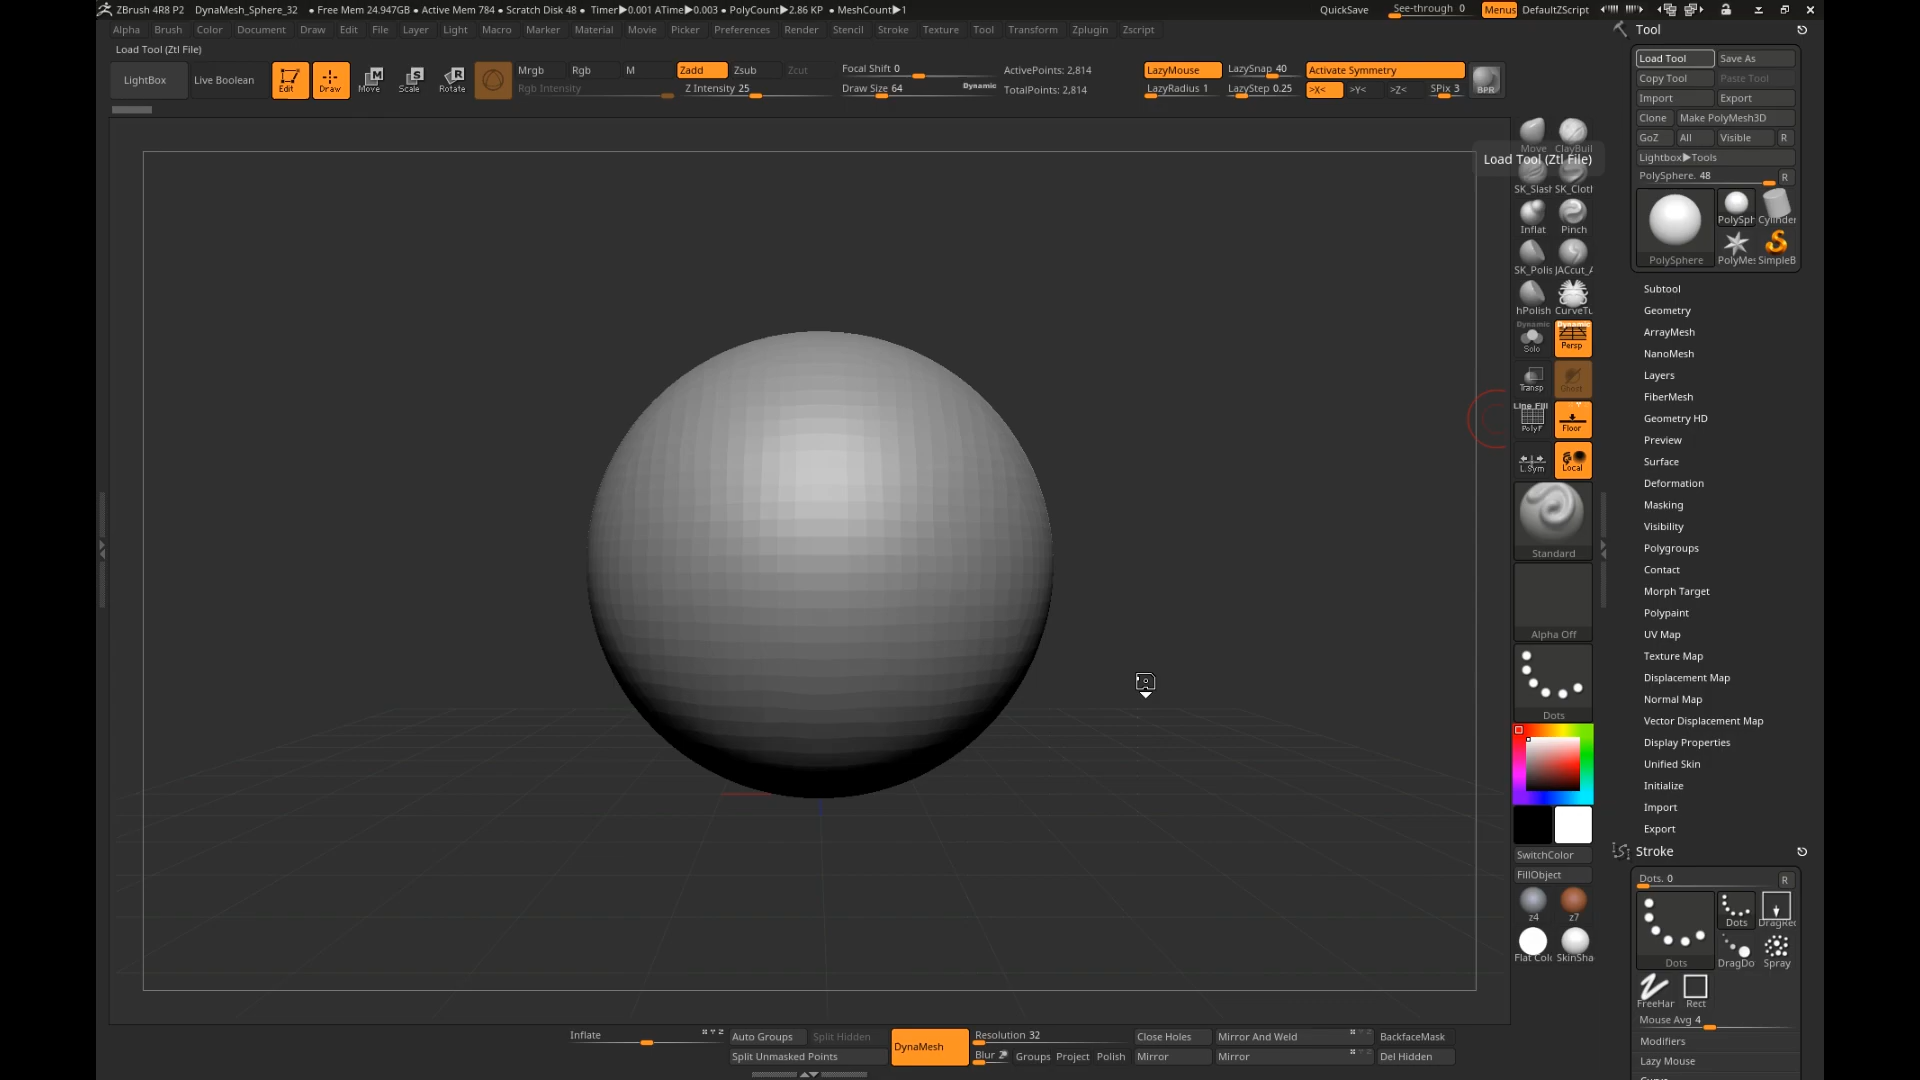 ZBrush 4R8 P2 DynaMesh_Sphere_32 • Free Mem 24.947GB • Active Mem 784 • Scratch Disk 48 • Timer▶0.001 ATime▶0.003 • PolyCount▶2.86 KP • MeshCount▶1
QuickSave See-through 0 Menus DefaultZScript
Alpha Brush Color Document Draw Edit File Layer Light Macro Marker Material Movie Picker Preferences Render Stencil Stroke Texture Tool Transform Zplugin Zscript
Load Tool (Ztl File)
LightBox
Live Boolean
Edit
Draw
Move
Scale
Rotate
Mrgb Rgb M
Rgb Intensity
Zadd Zsub Zcut
Z Intensity 25
Focal Shift 0
Draw Size 64
Dynamic
ActivePoints: 2,814
TotalPoints: 2,814
LazyMouse LazySnap 40
LazyRadius 1 LazyStep 0.25
Activate Symmetry
>X< >Y< >Z< SPix 3
BPR
Move ClayBuil
Load Tool (Ztl File)
SK_Slash SK_Cloth
Inflat Pinch
SK_Polis JACcut_A
hPolish CurveTu
Dynamic Dynamic
Solo Persp
Transp Ghost
Line Fill
PolyF Floor
L.Sym Local
Standard
Alpha Off
Dots
SwitchColor
FillObject
z4 z7
Flat Colo SkinSha
Tool
Load Tool Save As
Copy Tool Paste Tool
Import Export
Clone Make PolyMesh3D
GoZ All Visible R
Lightbox▶Tools
PolySphere. 48 R
PolySph Cylinder
PolySphere PolyMes SimpleB
Subtool
Geometry
ArrayMesh
NanoMesh
Layers
FiberMesh
Geometry HD
Preview
Surface
Deformation
Masking
Visibility
Polygroups
Contact
Morph Target
Polypaint
UV Map
Texture Map
Displacement Map
Normal Map
Vector Displacement Map
Display Properties
Unified Skin
Initialize
Import
Export
Stroke
Dots. 0 R
Dots DragRec
Dots DragDo Spray
FreeHan Rect
Mouse Avg 4
Modifiers
Lazy Mouse
Inflate
Auto Groups Split Hidden
Split Unmasked Points
DynaMesh
Resolution 32
Blur 2 Groups Project Polish
Close Holes Mirror And Weld BackfaceMask
Mirror Mirror Del Hidden